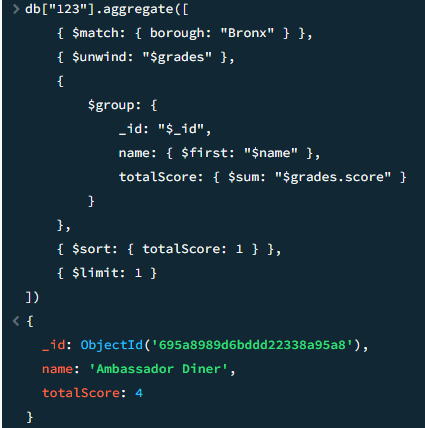 > db["123"].aggregate([
{ $match: { borough: "Bronx" } },
{ $unwind: "$grades" },
{
$group: {
_id: "$_id",
name: { $first: "$name" },
totalScore: { $sum: "$grades.score" }
}
},
{ $sort: { totalScore: 1 } },
{ $limit: 1 }
])
< {
_id: ObjectId('695a8989d6bddd22338a95a8'),
name: 'Ambassador Diner',
totalScore: 4
}